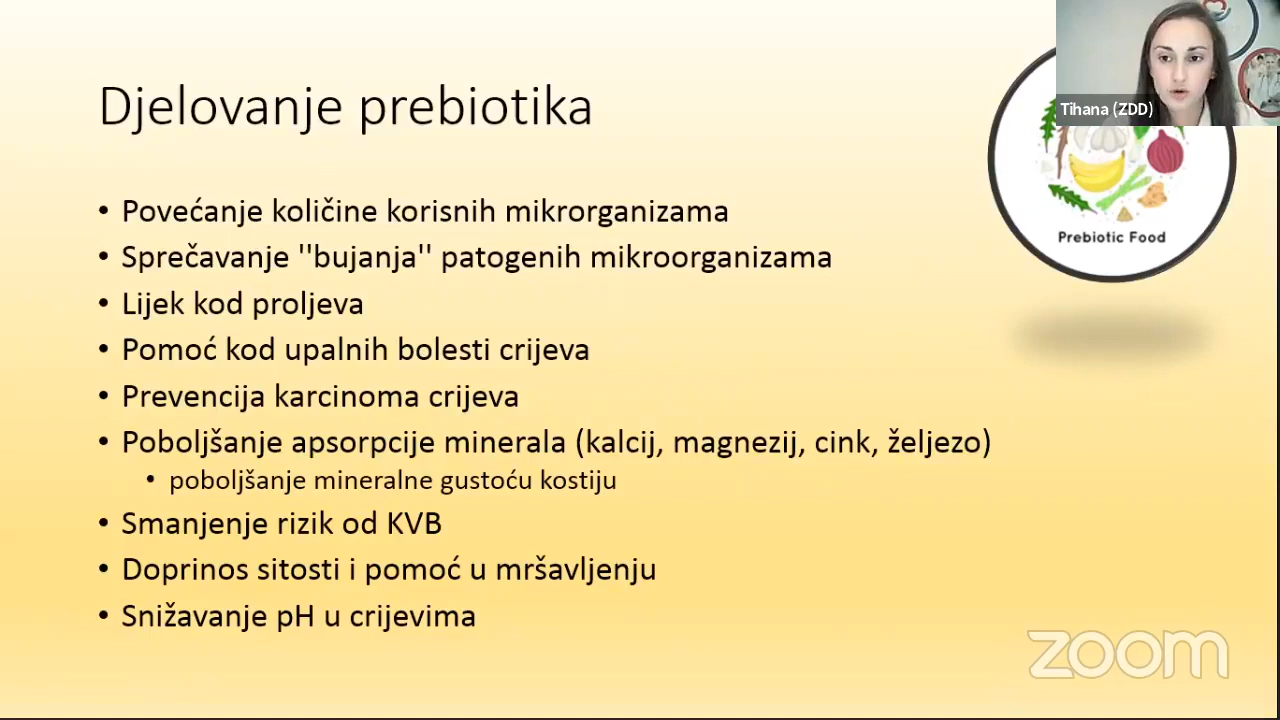 Tihana (ZDD)
Djelovanje prebiotika
Prebiotic Food
• Povećanje količine korisnih mikrorganizama
• Sprečavanje ''bujanja'' patogenih mikroorganizama
• Lijek kod proljeva
• Pomoć kod upalnih bolesti crijeva
• Prevencija karcinoma crijeva
• Poboljšanje apsorpcije minerala (kalcij, magnezij, cink, željezo)
• poboljšanje mineralne gustoću kostiju
• Smanjenje rizik od KVB
• Doprinos sitosti i pomoć u mršavljenju
• Snižavanje pH u crijevima
zoom